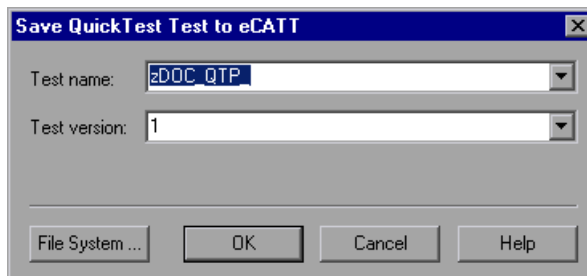 Save QuickTest Test to eCATT
Test name: zDOC_QTP_
Test version: 1
File System ... OK Cancel Help